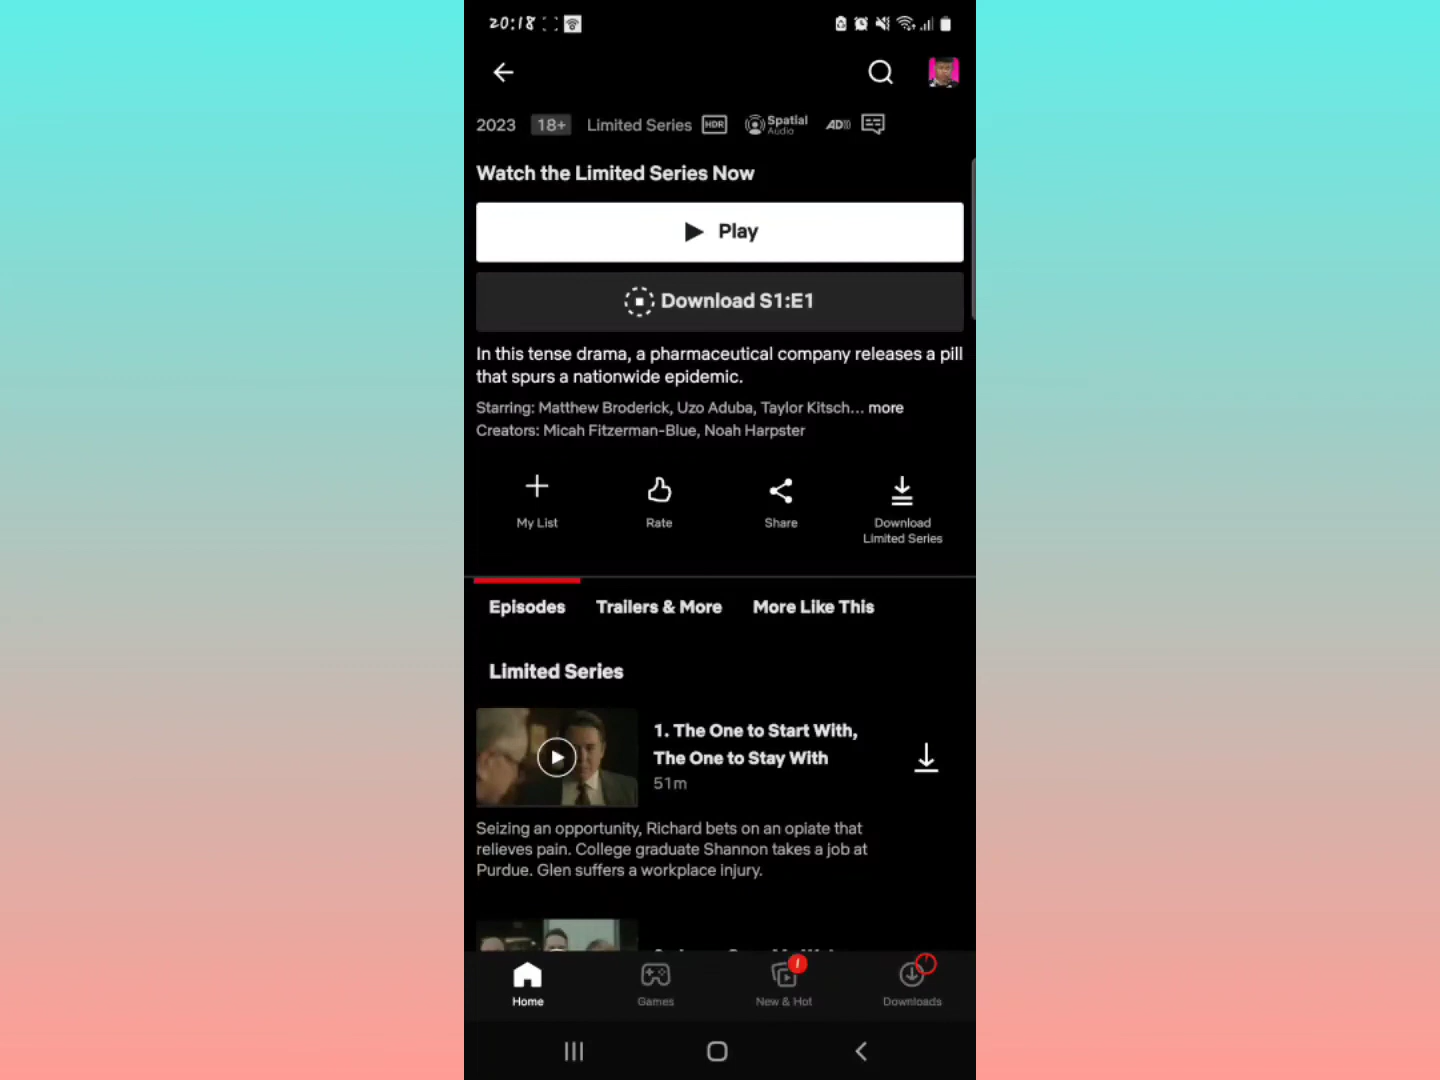 20:18
2023 18+ Limited Series HDR Spatial Audio AD
Watch the Limited Series Now
Play
Download S1:E1
In this tense drama, a pharmaceutical company releases a pill
that spurs a nationwide epidemic.
Starring: Matthew Broderick, Uzo Aduba, Taylor Kitsch... more
Creators: Micah Fitzerman-Blue, Noah Harpster
My List Rate Share Download
Limited Series
Episodes Trailers & More More Like This
Limited Series
1. The One to Start With,
The One to Stay With
51m
Seizing an opportunity, Richard bets on an opiate that
relieves pain. College graduate Shannon takes a job at
Purdue. Glen suffers a workplace injury.
Home Games New & Hot Downloads